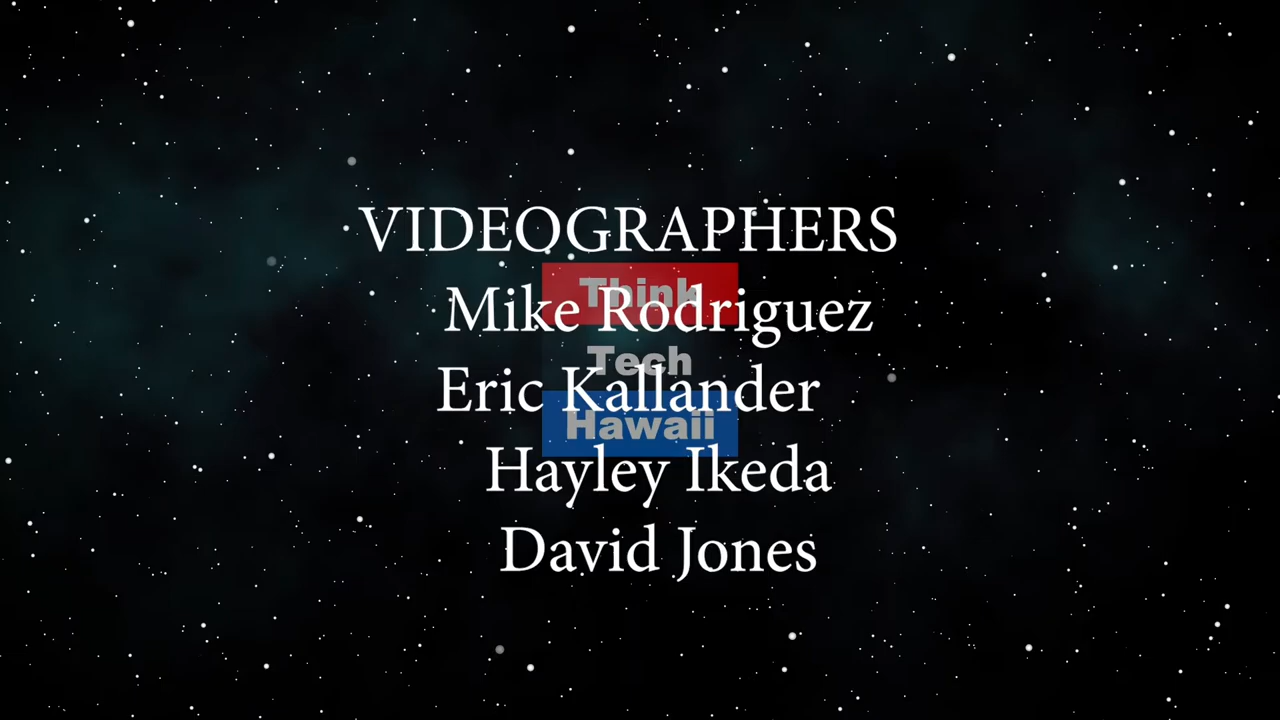 VIDEOGRAPHERS
Think
Mike Rodriguez
Tech
Eric Kallander
Hawaii
Hayley Ikeda
David Jones